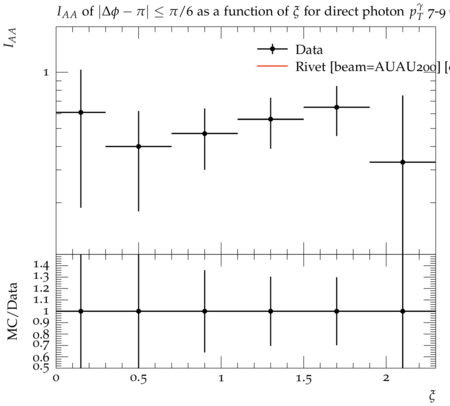 I_AA of |Δϕ − π| ≤ π/6 as a function of ξ for direct photon p_T^γ 7-9
I_AA
Data
Rivet [beam=AUAU200] [
1
MC/Data
1.4
1.3
1.2
1.1
1
0.9
0.8
0.7
0.6
0.5
0 0.5 1 1.5 2
ξ